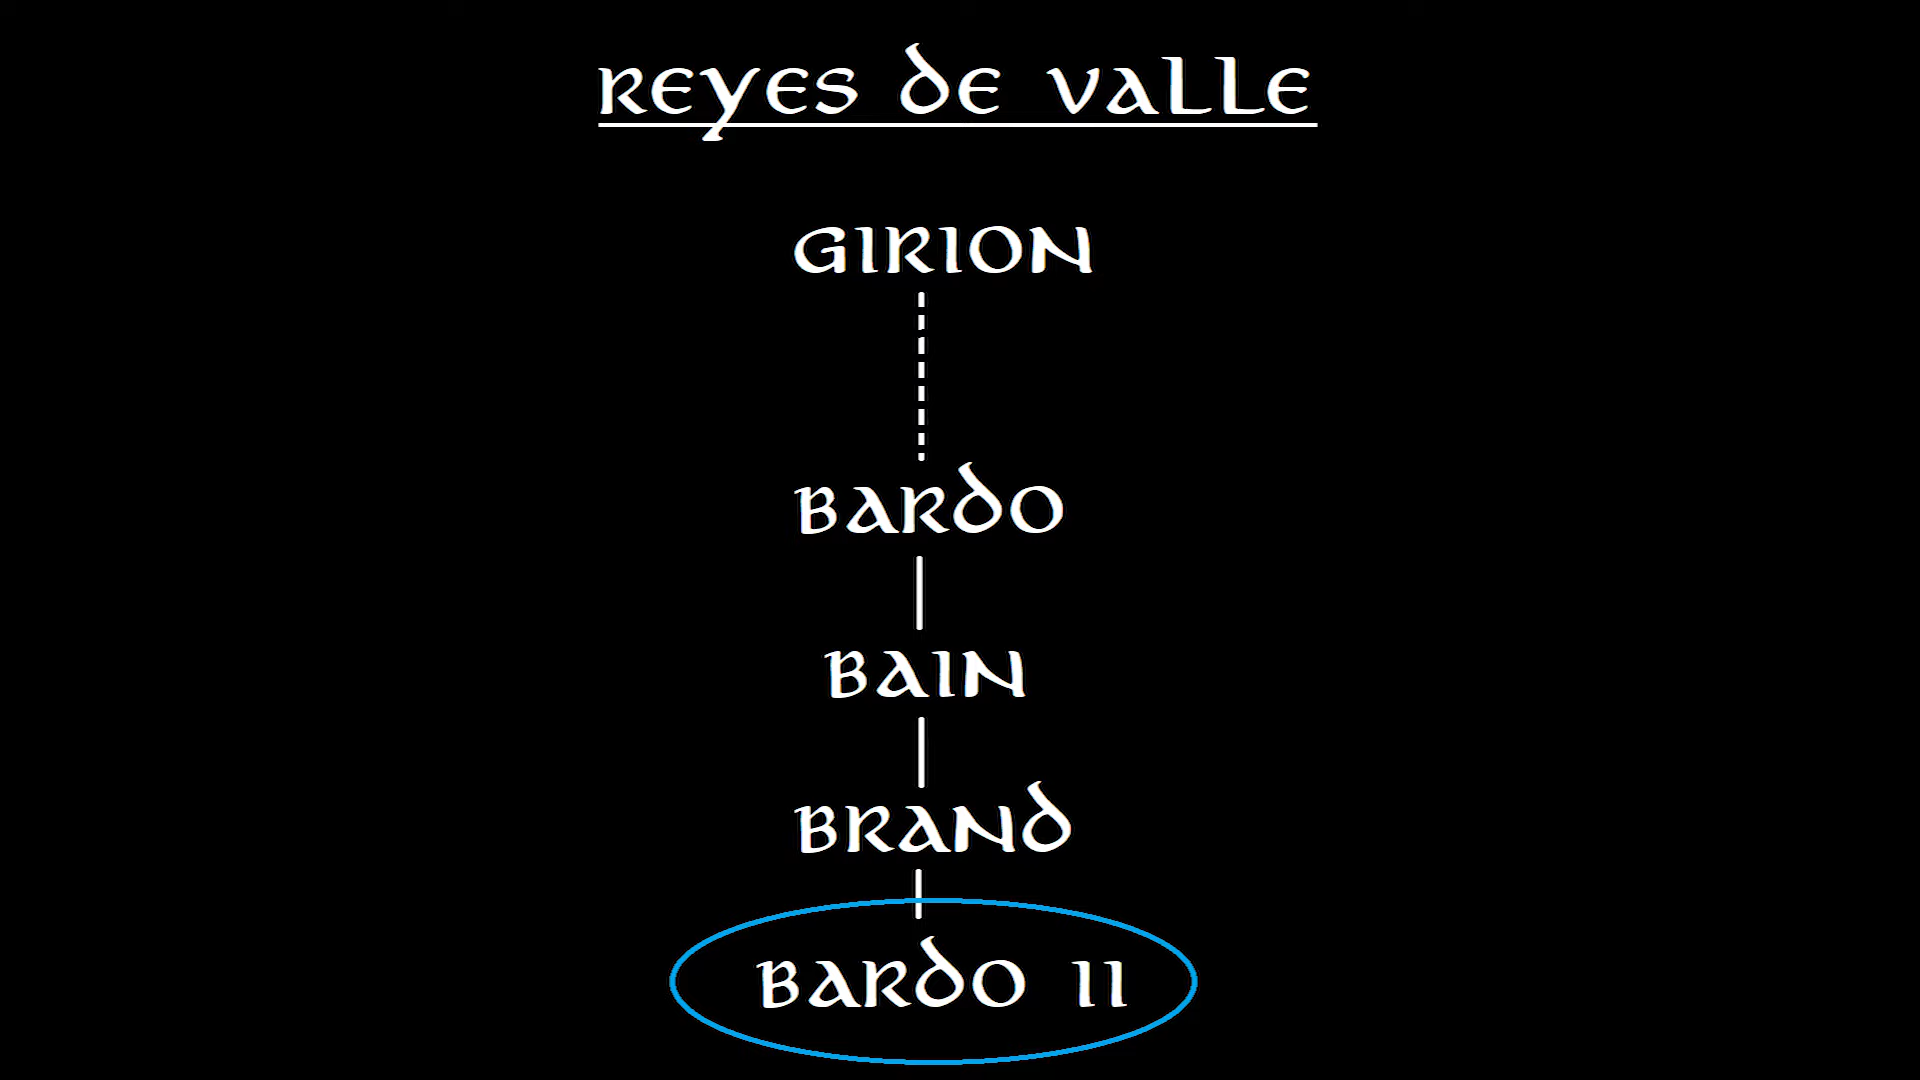 REYES DE VALLE
GIRION
BARDO
BAIN
BRAND
BARDO II